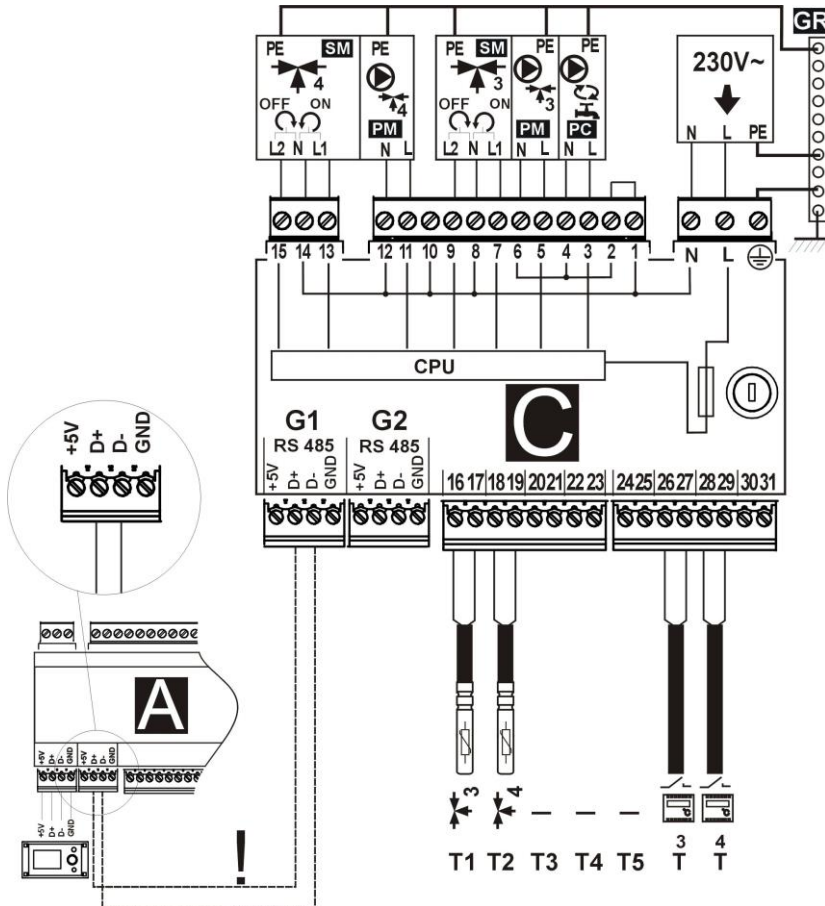 GR
PE SM PE PE SM PE PE
4 4 3 3
230V~
OFF ON OFF ON
PM PM PC
N L PE
L2 N L1 N L L2 N L1 N L N L
15 14 13 12 11 10 9 8 7 6 5 4 3 2 1 N L
CPU
C
G1 G2
RS 485 RS 485
+5V D+ D- GND +5V D+ D- GND
16 17 18 19 20 21 22 23 24 25 26 27 28 29 30 31
+5V D+ D- GND
A
+5V D+ D- GND +5V D+ D- GND
+5V D+ D- GND
!
3 4 — — —
3 4
T1 T2 T3 T4 T5 T T